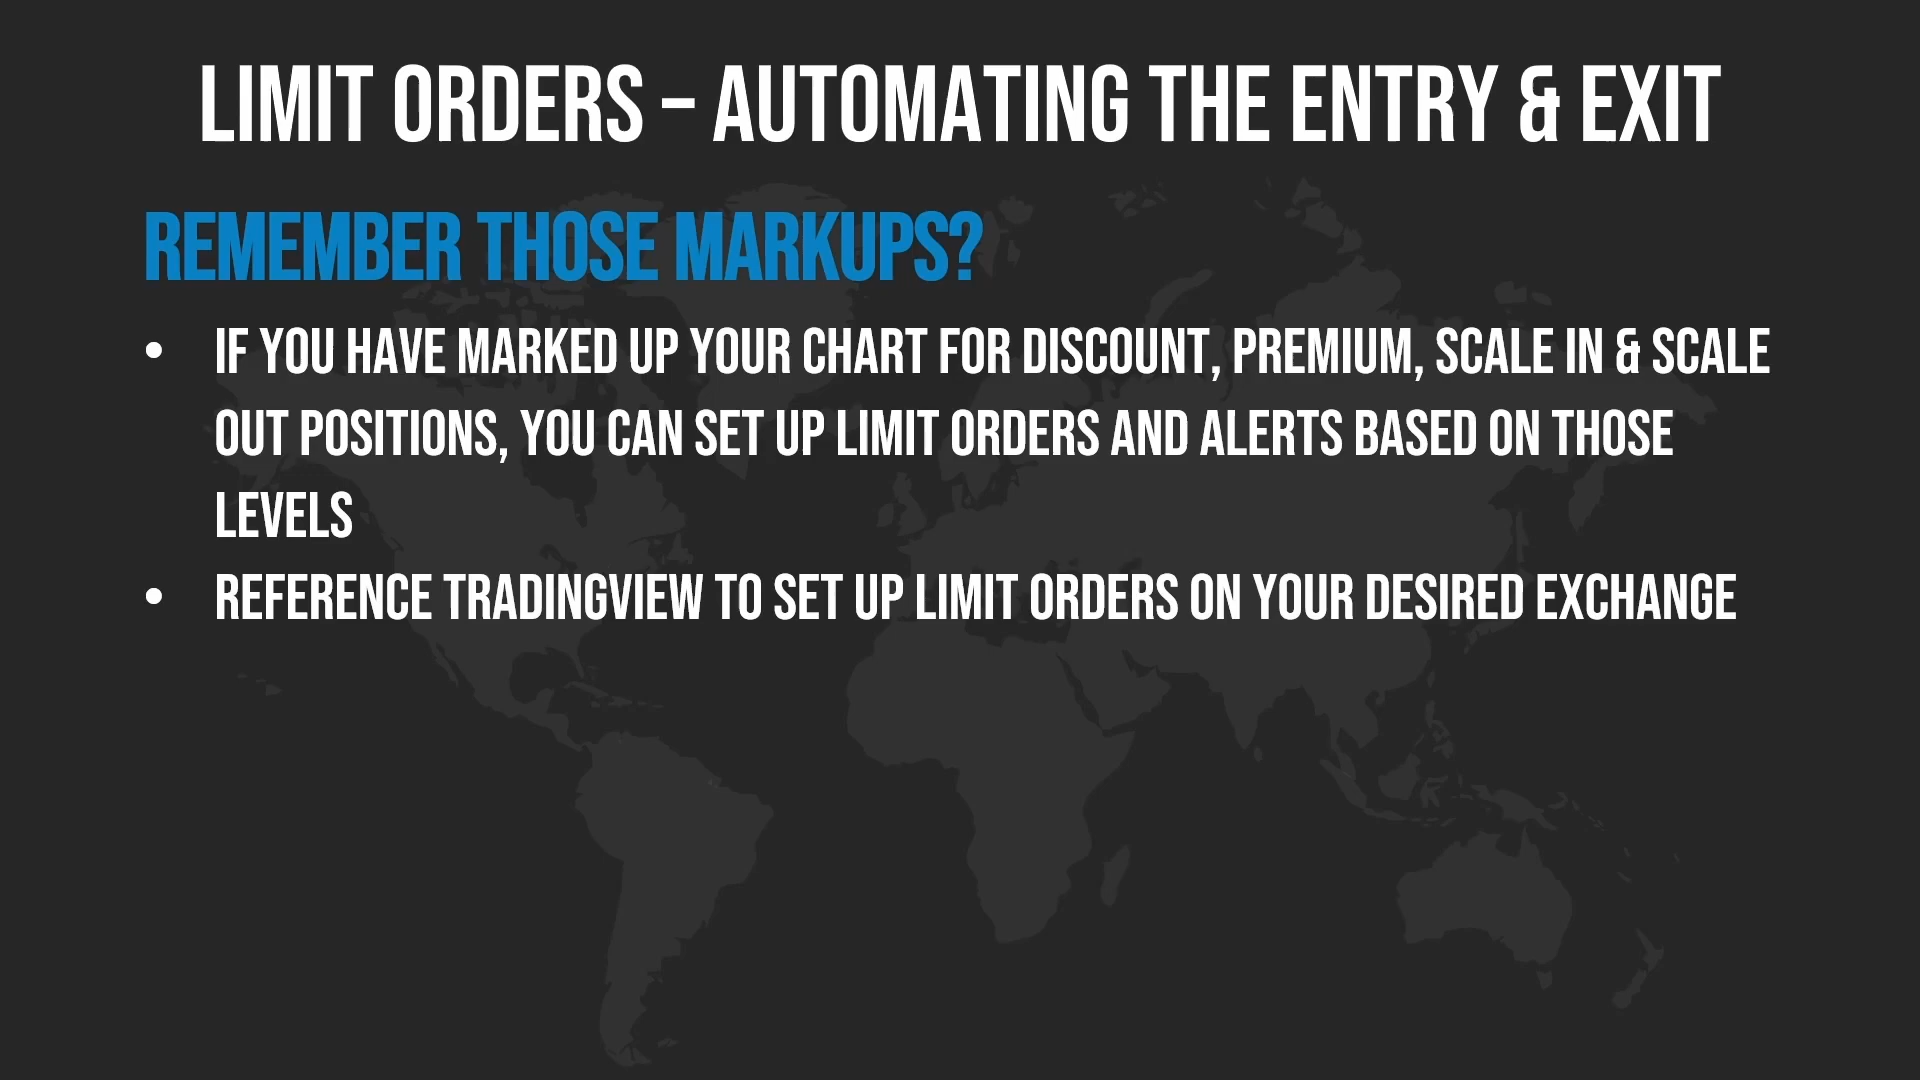 LIMIT ORDERS – AUTOMATING THE ENTRY & EXIT
REMEMBER THOSE MARKUPS?
• IF YOU HAVE MARKED UP YOUR CHART FOR DISCOUNT, PREMIUM, SCALE IN & SCALE
OUT POSITIONS, YOU CAN SET UP LIMIT ORDERS AND ALERTS BASED ON THOSE
LEVELS
• REFERENCE TRADINGVIEW TO SET UP LIMIT ORDERS ON YOUR DESIRED EXCHANGE